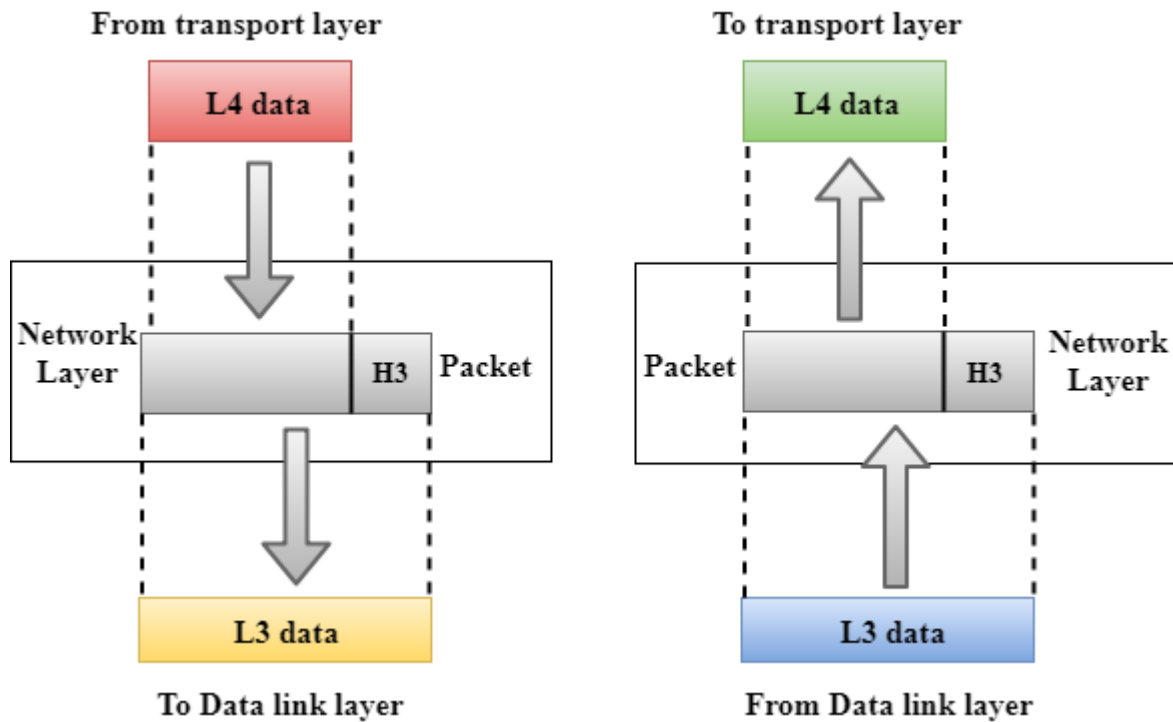 From transport layer
L4 data
Network
Layer
H3
Packet
L3 data
To Data link layer
To transport layer
L4 data
Packet
H3
Network
Layer
L3 data
From Data link layer